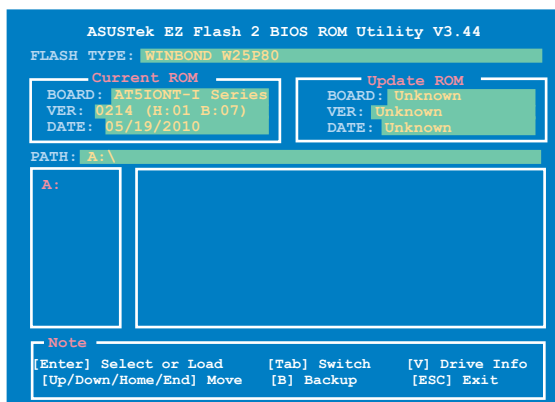 ASUSTek EZ Flash 2 BIOS ROM Utility V3.44
FLASH TYPE: WINBOND W25P80
Current ROM
BOARD: AT5IONT-I Series
VER: 0214 (H:01 B:07)
DATE: 05/19/2010
Update ROM
BOARD: Unknown
VER: Unknown
DATE: Unknown
PATH: A:\
A:
Note
[Enter] Select or Load [Tab] Switch [V] Drive Info
[Up/Down/Home/End] Move [B] Backup [ESC] Exit